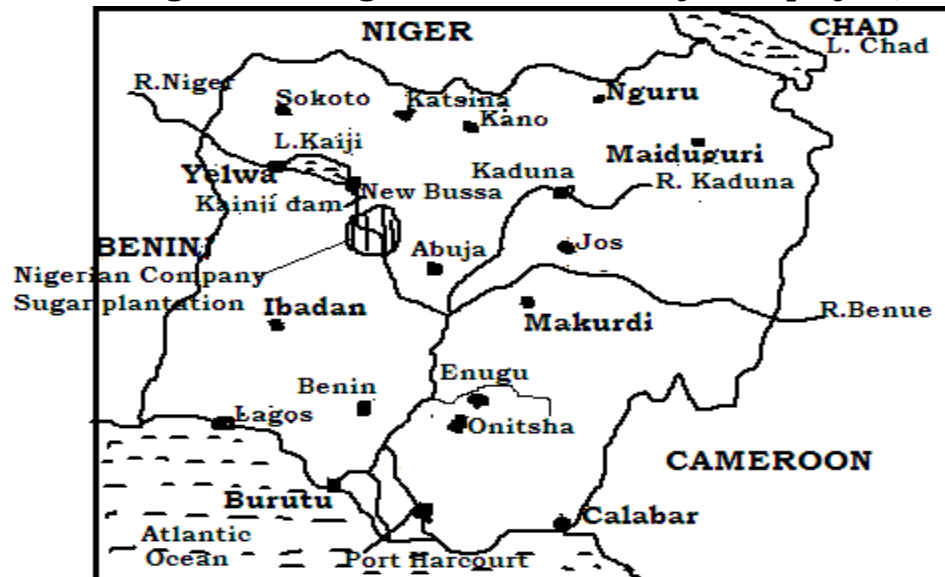 NIGER
CHAD
L. Chad
R.Niger
Sokoto
Katsina
Nguru
Kano
L.Kaiji
Maiduguri
Yelwa
Kaduna
R. Kaduna
New Bussa
Kainji dam
BENIN
Abuja
Jos
Nigerian Company
Sugar plantation
Ibadan
Makurdi
R.Benue
Enugu
Benin
Lagos
Onitsha
CAMEROON
Burutu
Calabar
Atlantic
Ocean
Port Harcourt